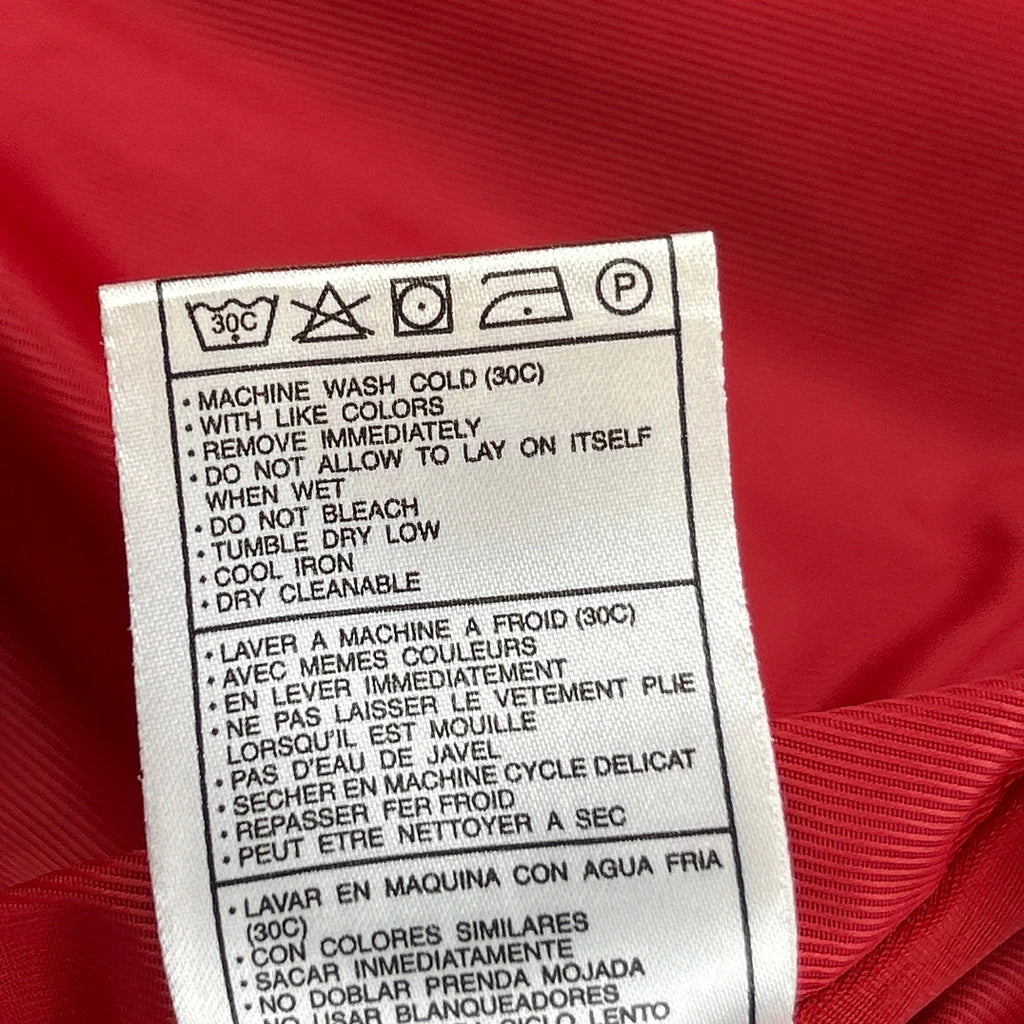 30C P
• MACHINE WASH COLD (30C)
• WITH LIKE COLORS
• REMOVE IMMEDIATELY
• DO NOT ALLOW TO LAY ON ITSELF
WHEN WET
• DO NOT BLEACH
• TUMBLE DRY LOW
• COOL IRON
• DRY CLEANABLE
• LAVER A MACHINE A FROID (30C)
• AVEC MEMES COULEURS
• EN LEVER IMMEDIATEMENT
• NE PAS LAISSER LE VETEMENT PLIE
LORSQU'IL EST MOUILLE
• PAS D'EAU DE JAVEL
• SECHER EN MACHINE CYCLE DELICAT
• REPASSER FER FROID
• PEUT ETRE NETTOYER A SEC
• LAVAR EN MAQUINA CON AGUA FRIA
(30C)
• CON COLORES SIMILARES
• SACAR INMEDIATAMENTE
• NO DOBLAR PRENDA MOJADA
NO USAR BLANQUEADORES
CICLO LENTO